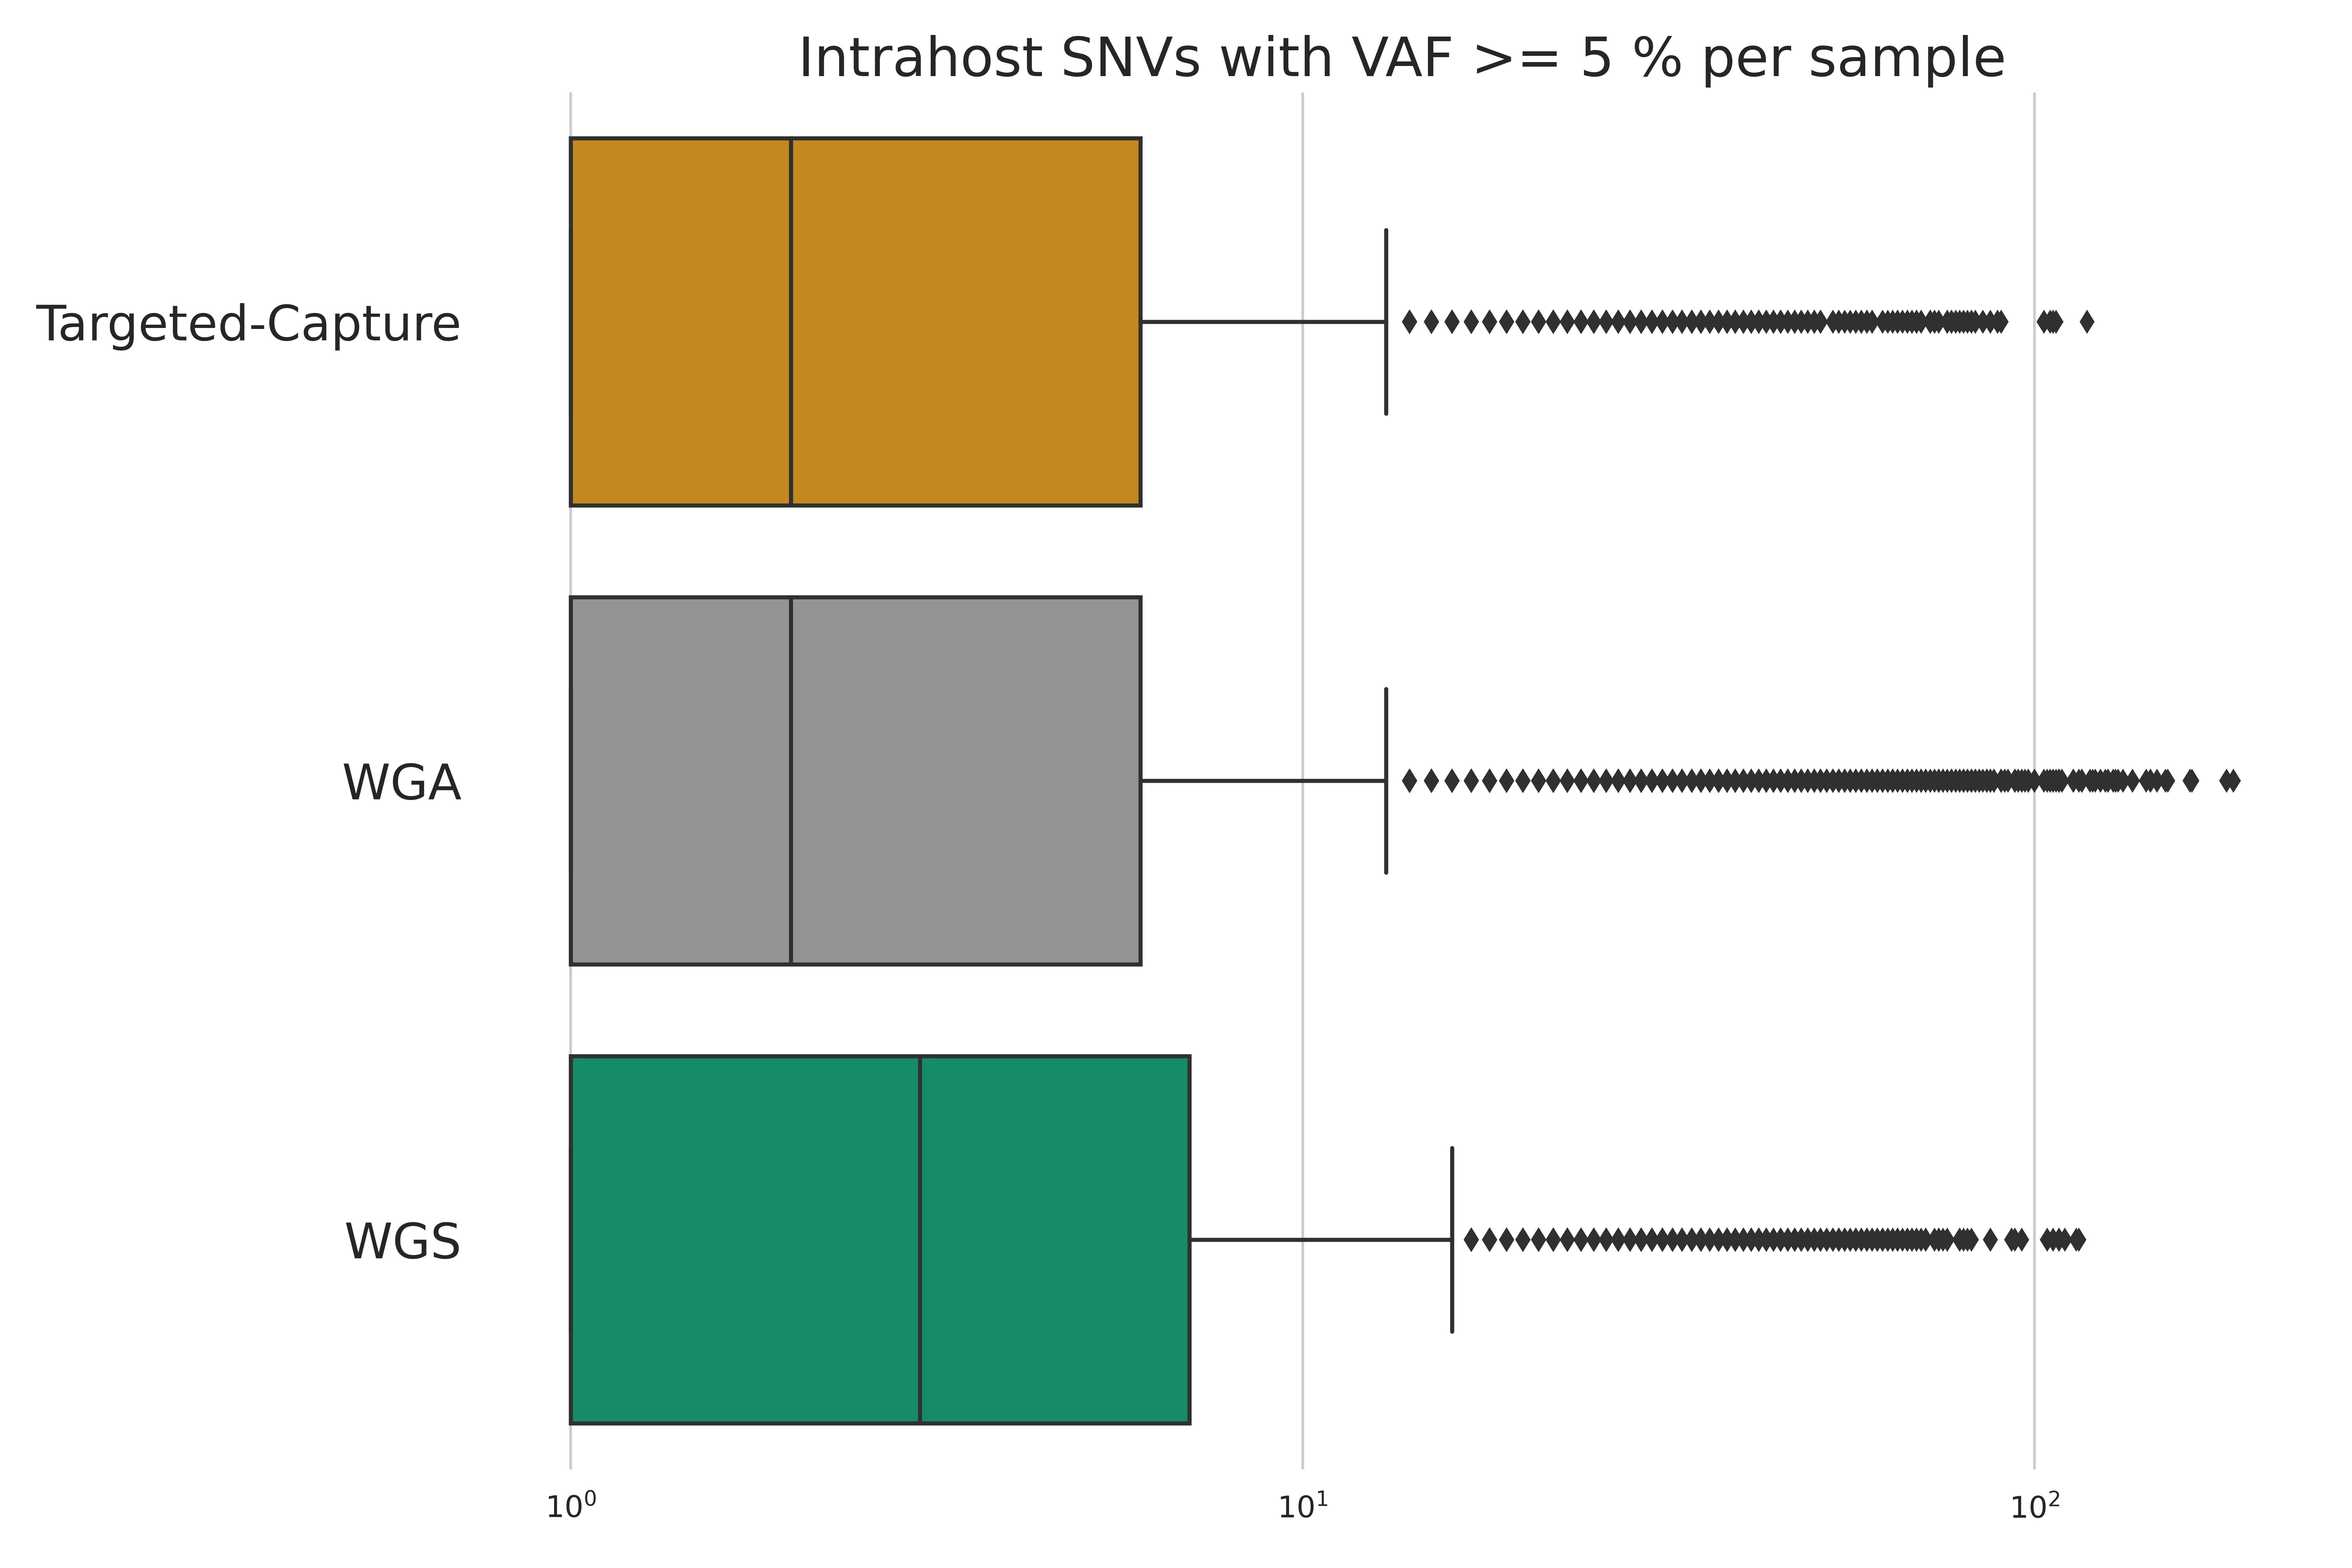 Intrahost SNVs with VAF >= 5 % per sample
Targeted-Capture
WGA
WGS
10⁰ 10¹ 10²